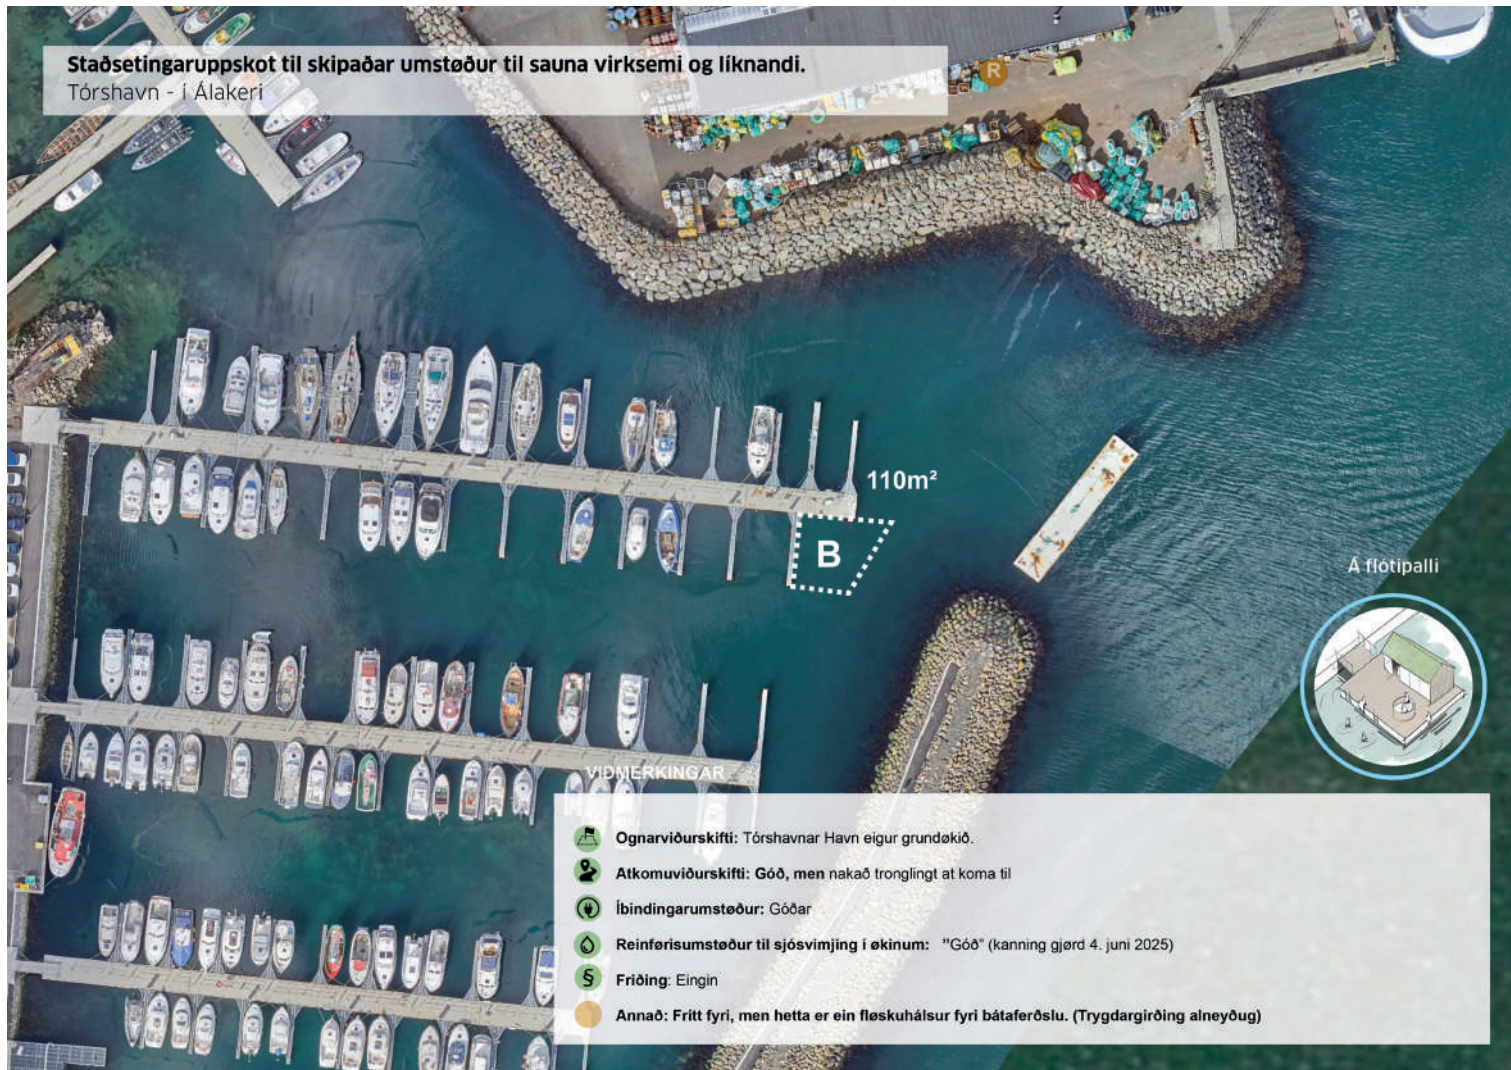 Staðsetingaruppskot til skipaðar umstøður til sauna virksemi og líknandi.
Tórshavn - í Álakeri
R
110m²
B
Á flótipalli
VIÐMERKINGAR
Ognarviðurskifti: Tórshavnar Havn eigur grundøkið.
Atkomuviðurskifti: Góð, men nakað tronglingt at koma til
Íbindingarumstøður: Góðar
Reinførisumstøður til sjósvimjing í økinum: "Góð" (kanning gjørd 4. juni 2025)
§
Friðing: Eingin
Annað: Frítt fyri, men hetta er ein fløskuhálsur fyri bátaferðslu. (Trygdargirðing alneyðug)